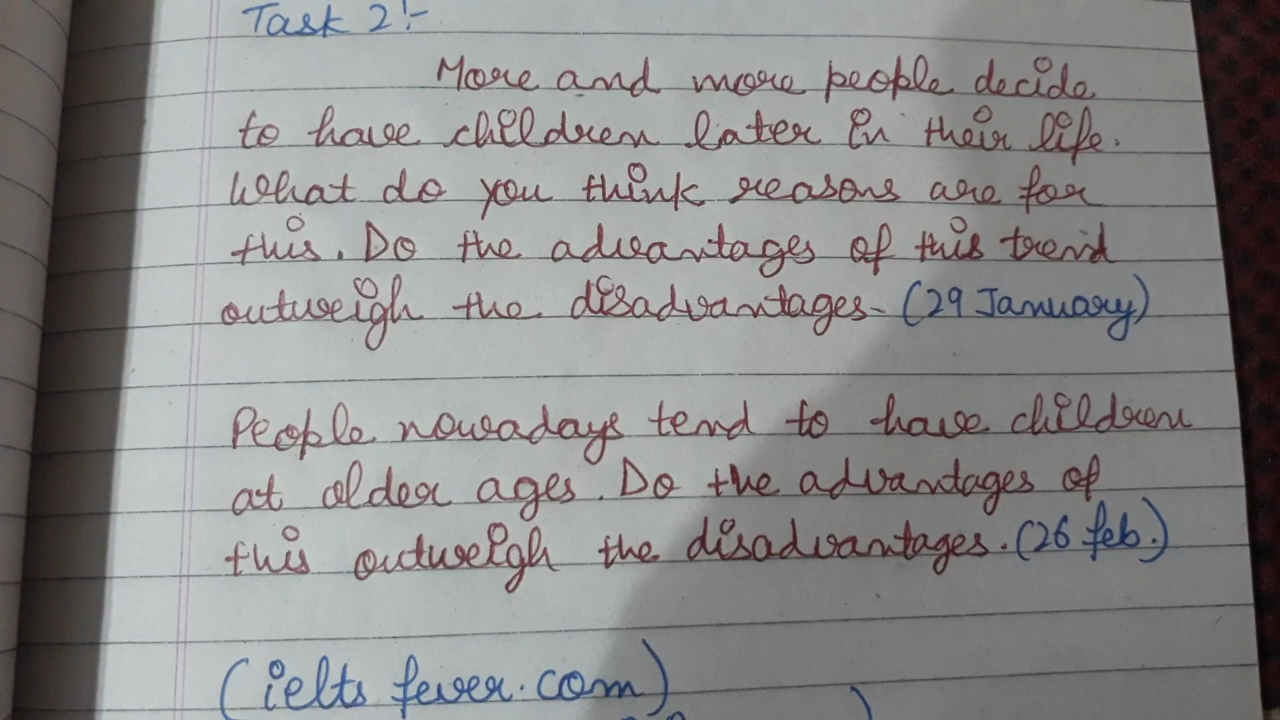 Task 2:-
More and more people decide
to have children later in their life.
What do you think reasons are for
this. Do the advantages of this trend
outweigh the disadvantages- (29 January)
People nowadays tend to have children
at older ages. Do the advantages of
this outweigh the disadvantages. (26 feb.)
(ielts fever.com)